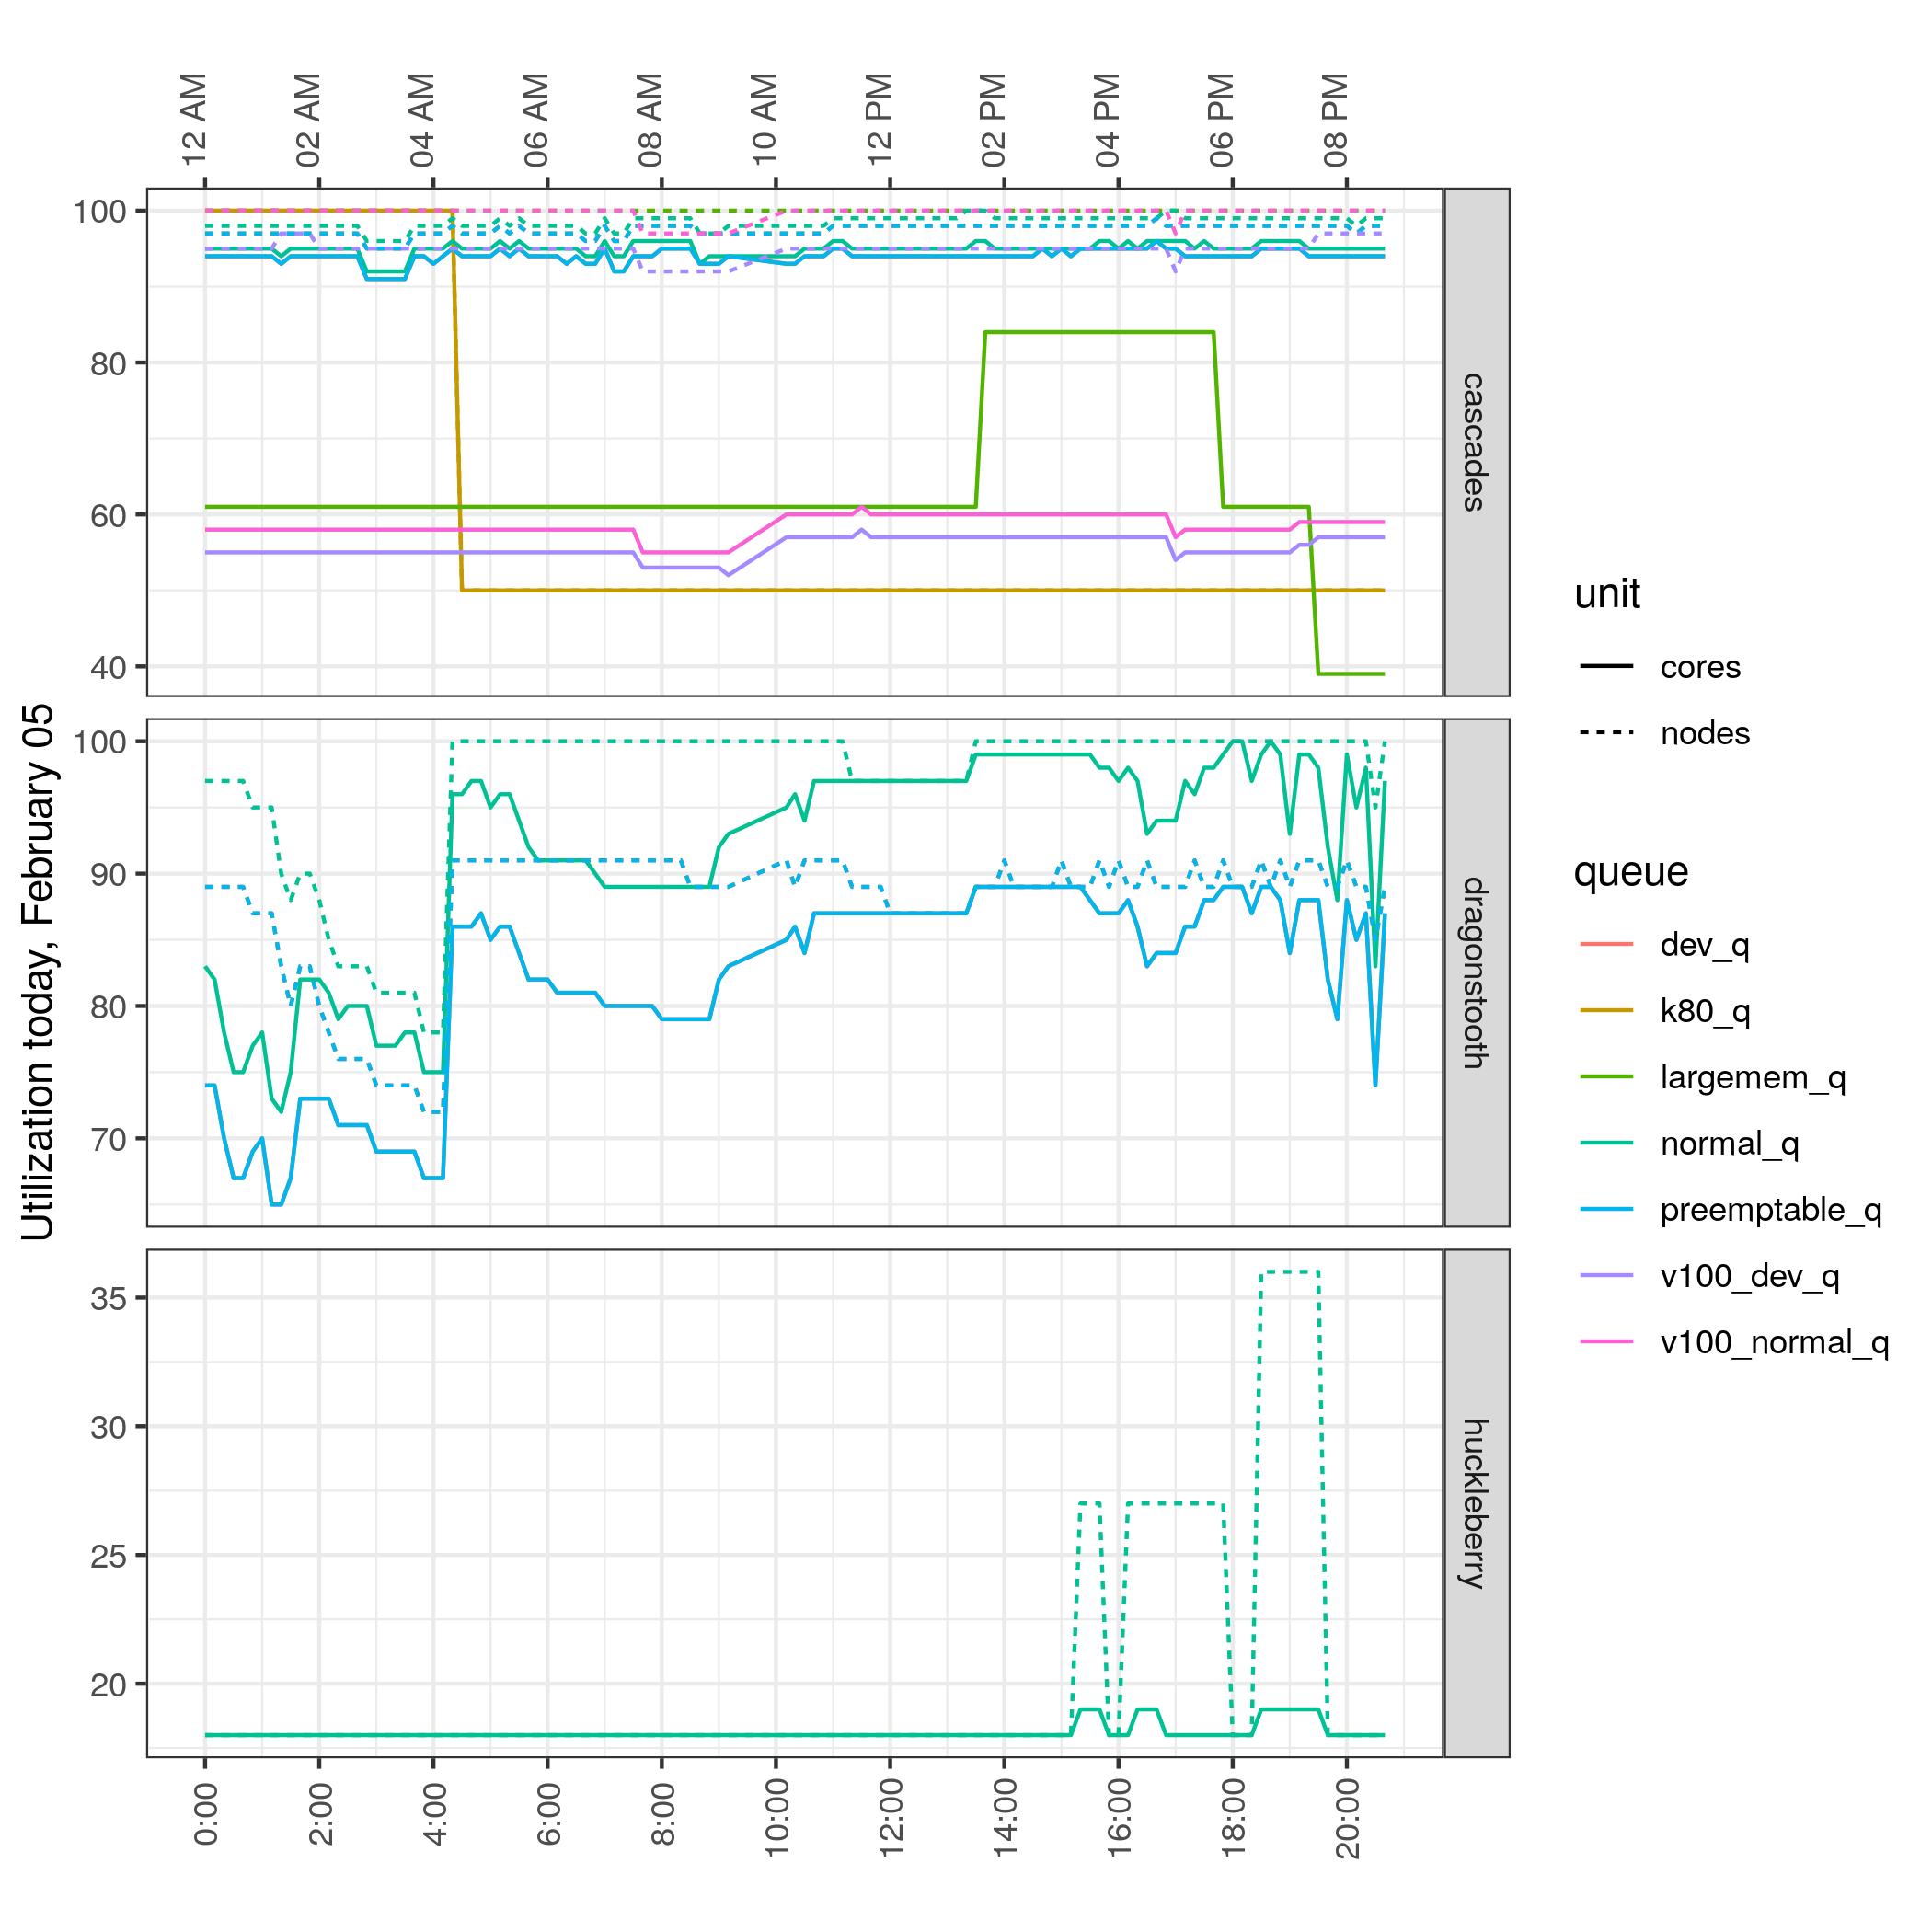 12 AM
02 AM
04 AM
06 AM
08 AM
10 AM
12 PM
02 PM
04 PM
06 PM
08 PM
Utilization today, February 05
100
80
60
40
cascades
100
90
80
70
dragonstooth
35
30
25
20
huckleberry
0:00
2:00
4:00
6:00
8:00
10:00
12:00
14:00
16:00
18:00
20:00
unit
cores
nodes
queue
dev_q
k80_q
largemem_q
normal_q
preemptable_q
v100_dev_q
v100_normal_q